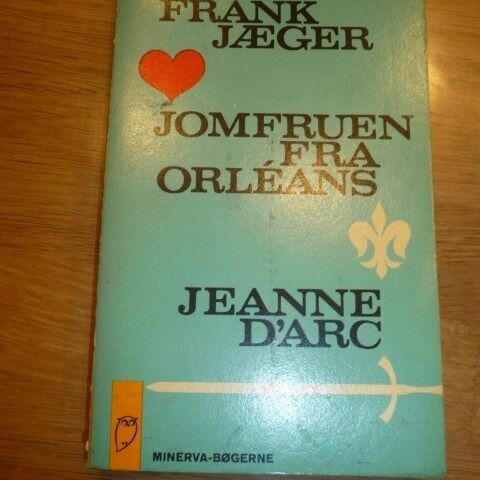 FRANK
JÆGER
JOMFRUEN
FRA
ORLÉANS
JEANNE
D'ARC
MINERVA-BØGERNE